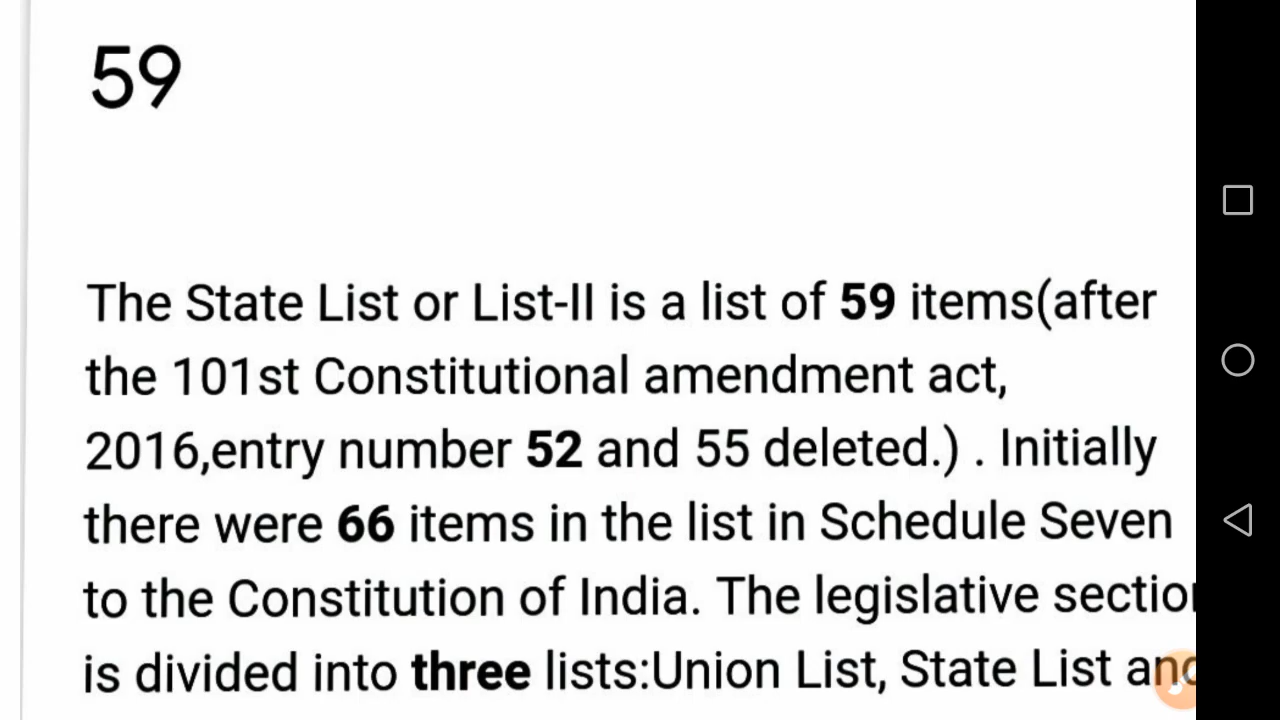 59
The State List or List-II is a list of 59 items(after
the 101st Constitutional amendment act,
2016,entry number 52 and 55 deleted.) . Initially
there were 66 items in the list in Schedule Seven
to the Constitution of India. The legislative
is divided into three lists:Union List, State List